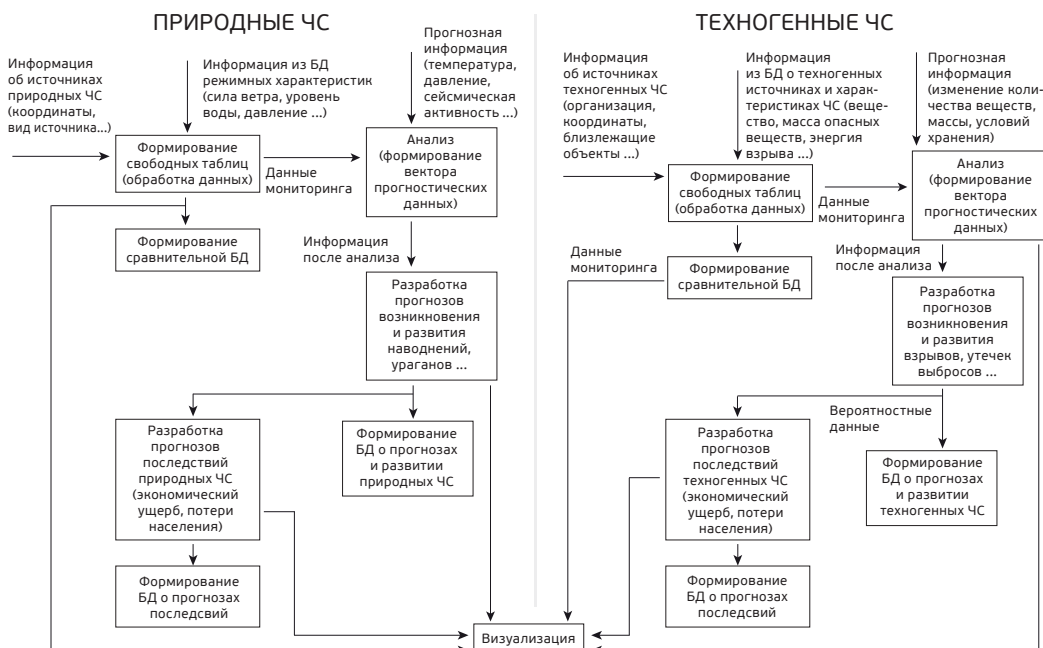 ПРИРОДНЫЕ ЧС
Информация
об источниках
природных ЧС
(координаты,
вид источника...)
Информация из БД
режимных характеристик
(сила ветра, уровень
воды, давление ...)
Прогнозная
информация
(температура,
давление,
сейсмическая
активность ...)
Формирование
свободных таблиц
(обработка данных)
Данные
мониторинга
Анализ
(формирование
вектора
прогностических
данных)
Формирование
сравнительной БД
Информация
после анализа
Разработка
прогнозов
возникновения
и развития
наводнений,
ураганов ...
Разработка
прогнозов
последствий
природных ЧС
(экономический
ущерб, потери
населения)
Формирование
БД о прогнозах
и развитии
природных ЧС
Формирование
БД о прогнозах
последсвий
ТЕХНОГЕННЫЕ ЧС
Информация
об источниках
техногенных ЧС
(организация,
координаты,
близлежащие
объекты ...)
Информация
из БД о техногенных
источниках и харак-
теристиках ЧС (веще-
ство, масса опасных
веществ, энергия
взрыва ...)
Прогнозная
информация
(изменение коли-
чества веществ,
массы, условий
хранения)
Формирование
свободных таблиц
(обработка данных)
Данные
мониторинга
Анализ
(формирование
вектора
прогностических
данных)
Данные
мониторинга
Формирование
сравнительной БД
Информация
после анализа
Разработка
прогнозов
возникновения
и развития
взрывов, утечек
выбросов ...
Вероятностные
данные
Разработка
прогнозов
последствий
техногенных ЧС
(экономический
ущерб, потери
населения)
Формирование
БД о прогнозах
и развитии
техногенных ЧС
Формирование
БД о прогнозах
последсвий
Визуализация